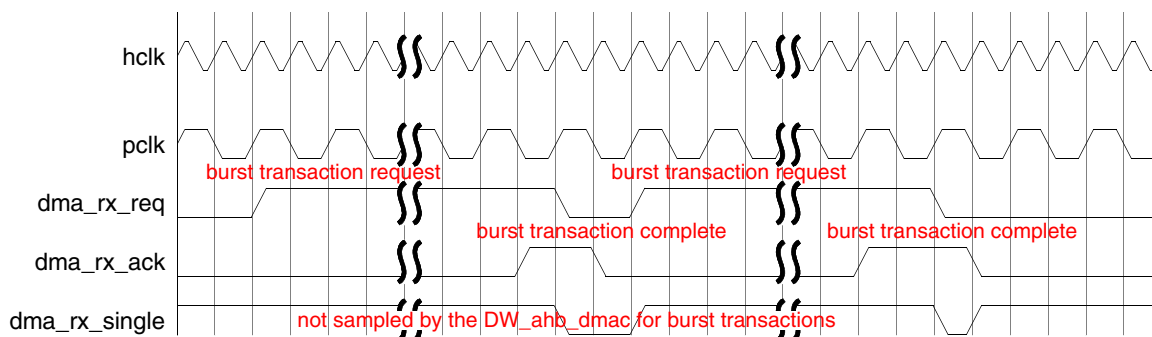 hclk
pclk
burst transaction request
burst transaction request
dma_rx_req
burst transaction complete
burst transaction complete
dma_rx_ack
dma_rx_single
not sampled by the DW_ahb_dmac for burst transactions